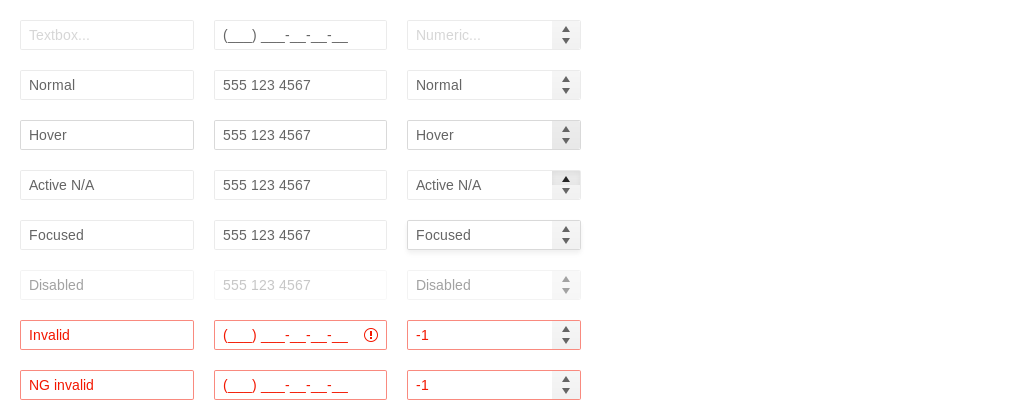 Textbox... (___) ___-__-__-__ Numeric...
Normal 555 123 4567 Normal
Hover 555 123 4567 Hover
Active N/A 555 123 4567 Active N/A
Focused 555 123 4567 Focused
Disabled 555 123 4567 Disabled
Invalid (___) ___-__-__-__ -1
NG invalid (___) ___-__-__-__ -1